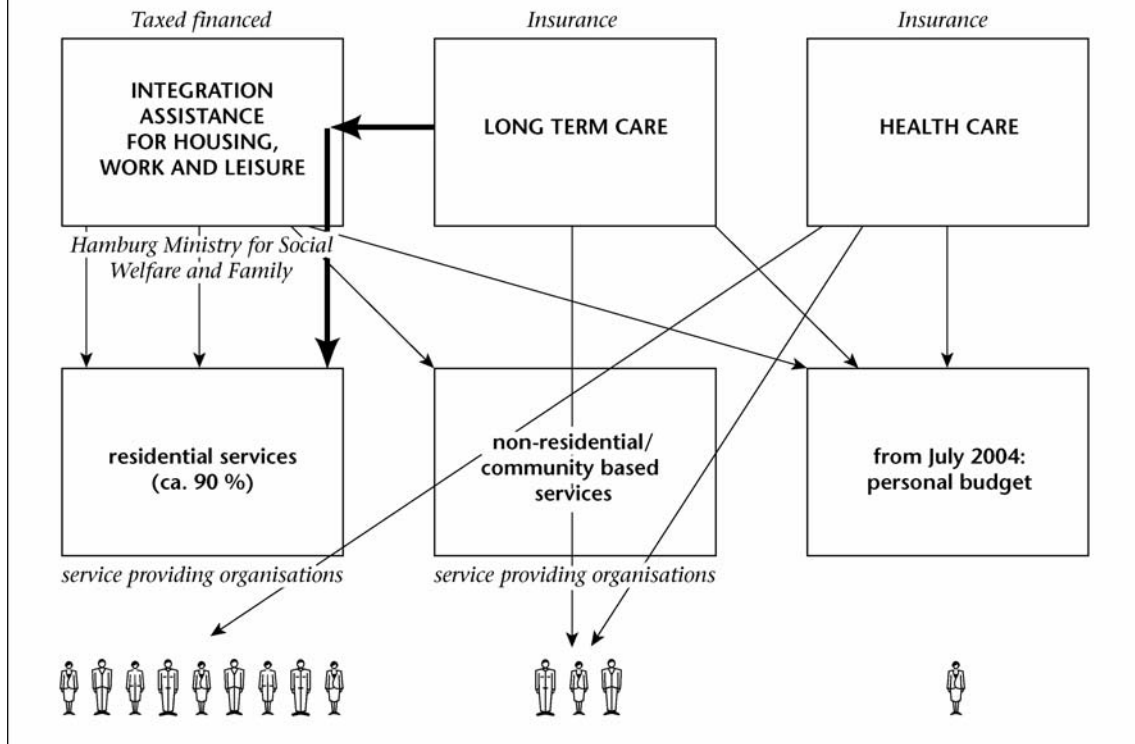 Taxed financed
Insurance
Insurance
INTEGRATION
ASSISTANCE
FOR HOUSING,
WORK AND LEISURE
LONG TERM CARE
HEALTH CARE
Hamburg Ministry for Social
Welfare and Family
residential services
(ca. 90 %)
non-residential/
community based
services
from July 2004:
personal budget
service providing organisations
service providing organisations